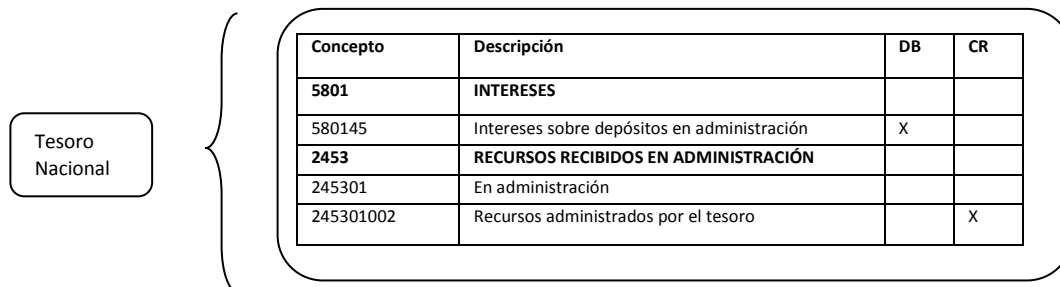 Tesoro
Nacional
Concepto Descripción DB CR
5801 INTERESES
580145 Intereses sobre depósitos en administración X
2453 RECURSOS RECIBIDOS EN ADMINISTRACIÓN
245301 En administración
245301002 Recursos administrados por el tesoro X